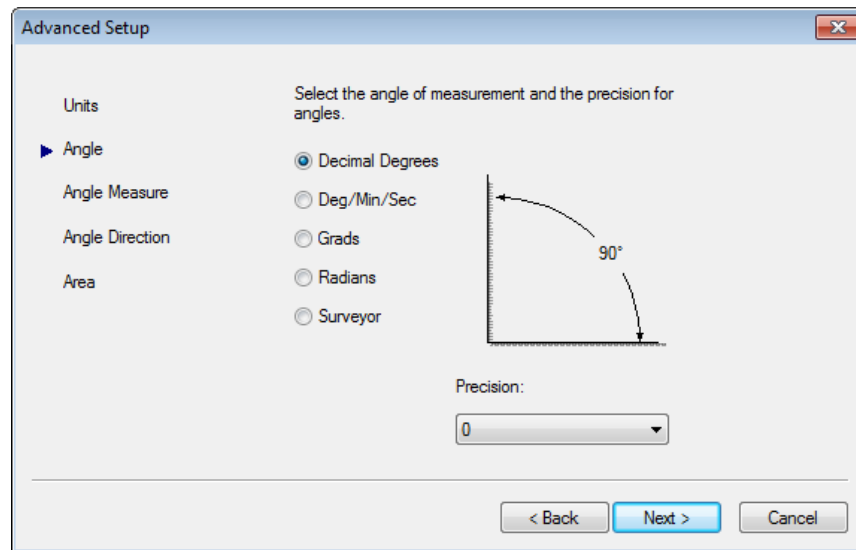 Advanced Setup
Units
Angle
Angle Measure
Angle Direction
Area
Select the angle of measurement and the precision for
angles.
Decimal Degrees
Deg/Min/Sec
Grads
Radians
Surveyor
90°
Precision:
0
< Back
Next >
Cancel